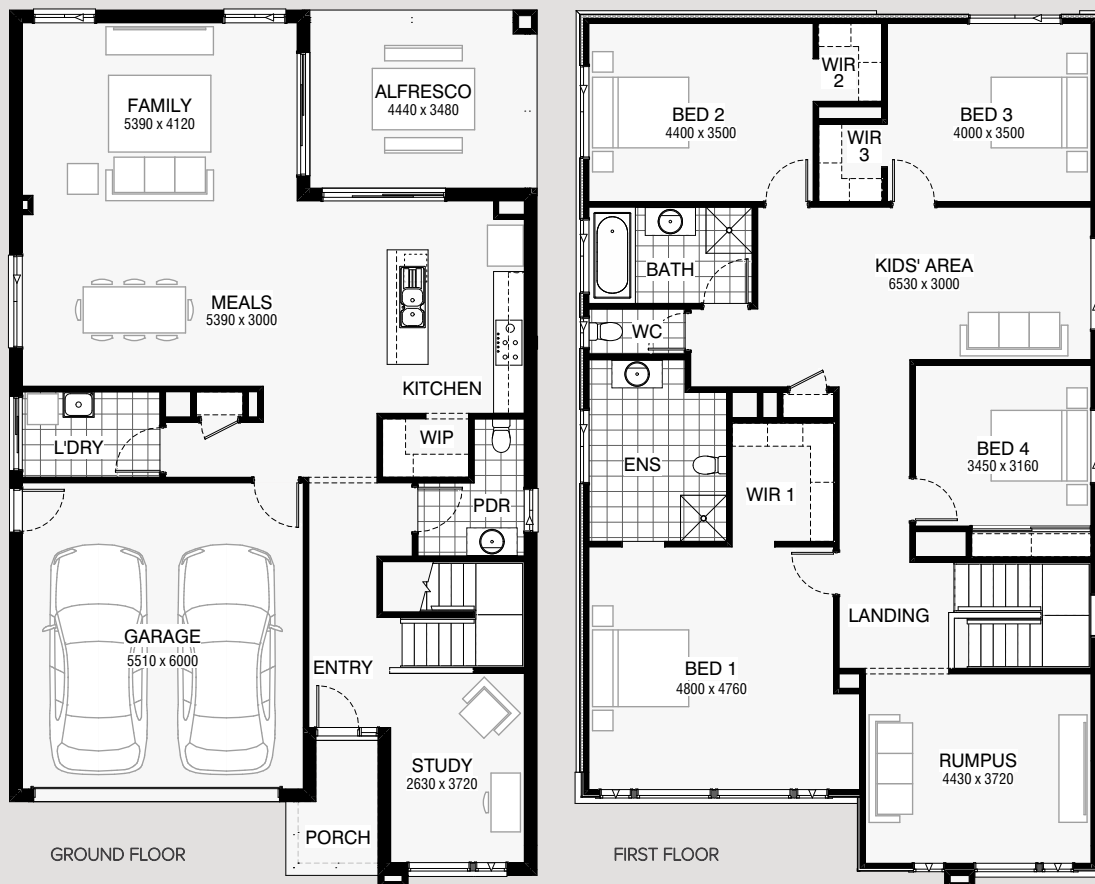 FAMILY
5390 x 4120
ALFRESCO
4440 x 3480
MEALS
5390 x 3000
KITCHEN
L'DRY
WIP
PDR
GARAGE
5510 x 6000
ENTRY
STUDY
2630 x 3720
PORCH
GROUND FLOOR
BED 2
4400 x 3500
WIR
2
WIR
3
BED 3
4000 x 3500
BATH
KIDS' AREA
6530 x 3000
WC
ENS
WIR 1
BED 4
3450 x 3160
LANDING
BED 1
4800 x 4760
RUMPUS
4430 x 3720
FIRST FLOOR